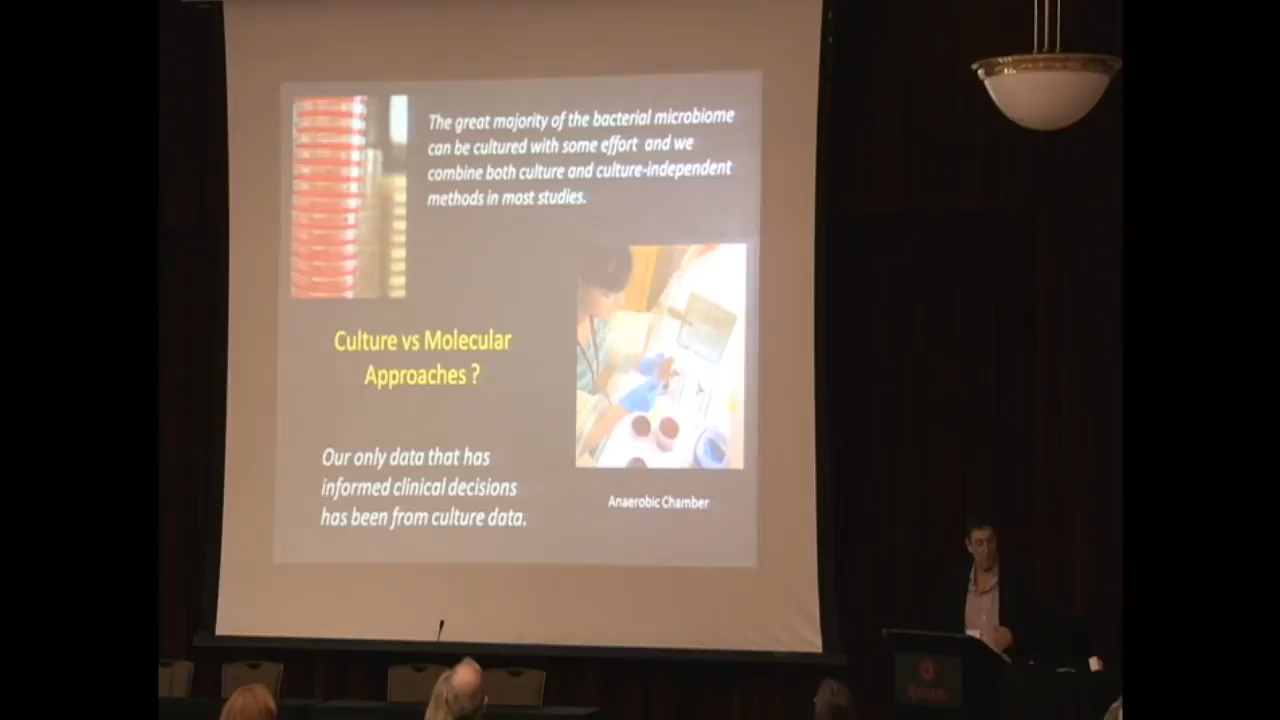 The great majority of the bacterial microbiome
can be cultured with some effort and we
combine both culture and culture-independent
methods in most studies.
Culture vs Molecular
Approaches ?
Our only data that has
informed clinical decisions
has been from culture data.
Anaerobic Chamber